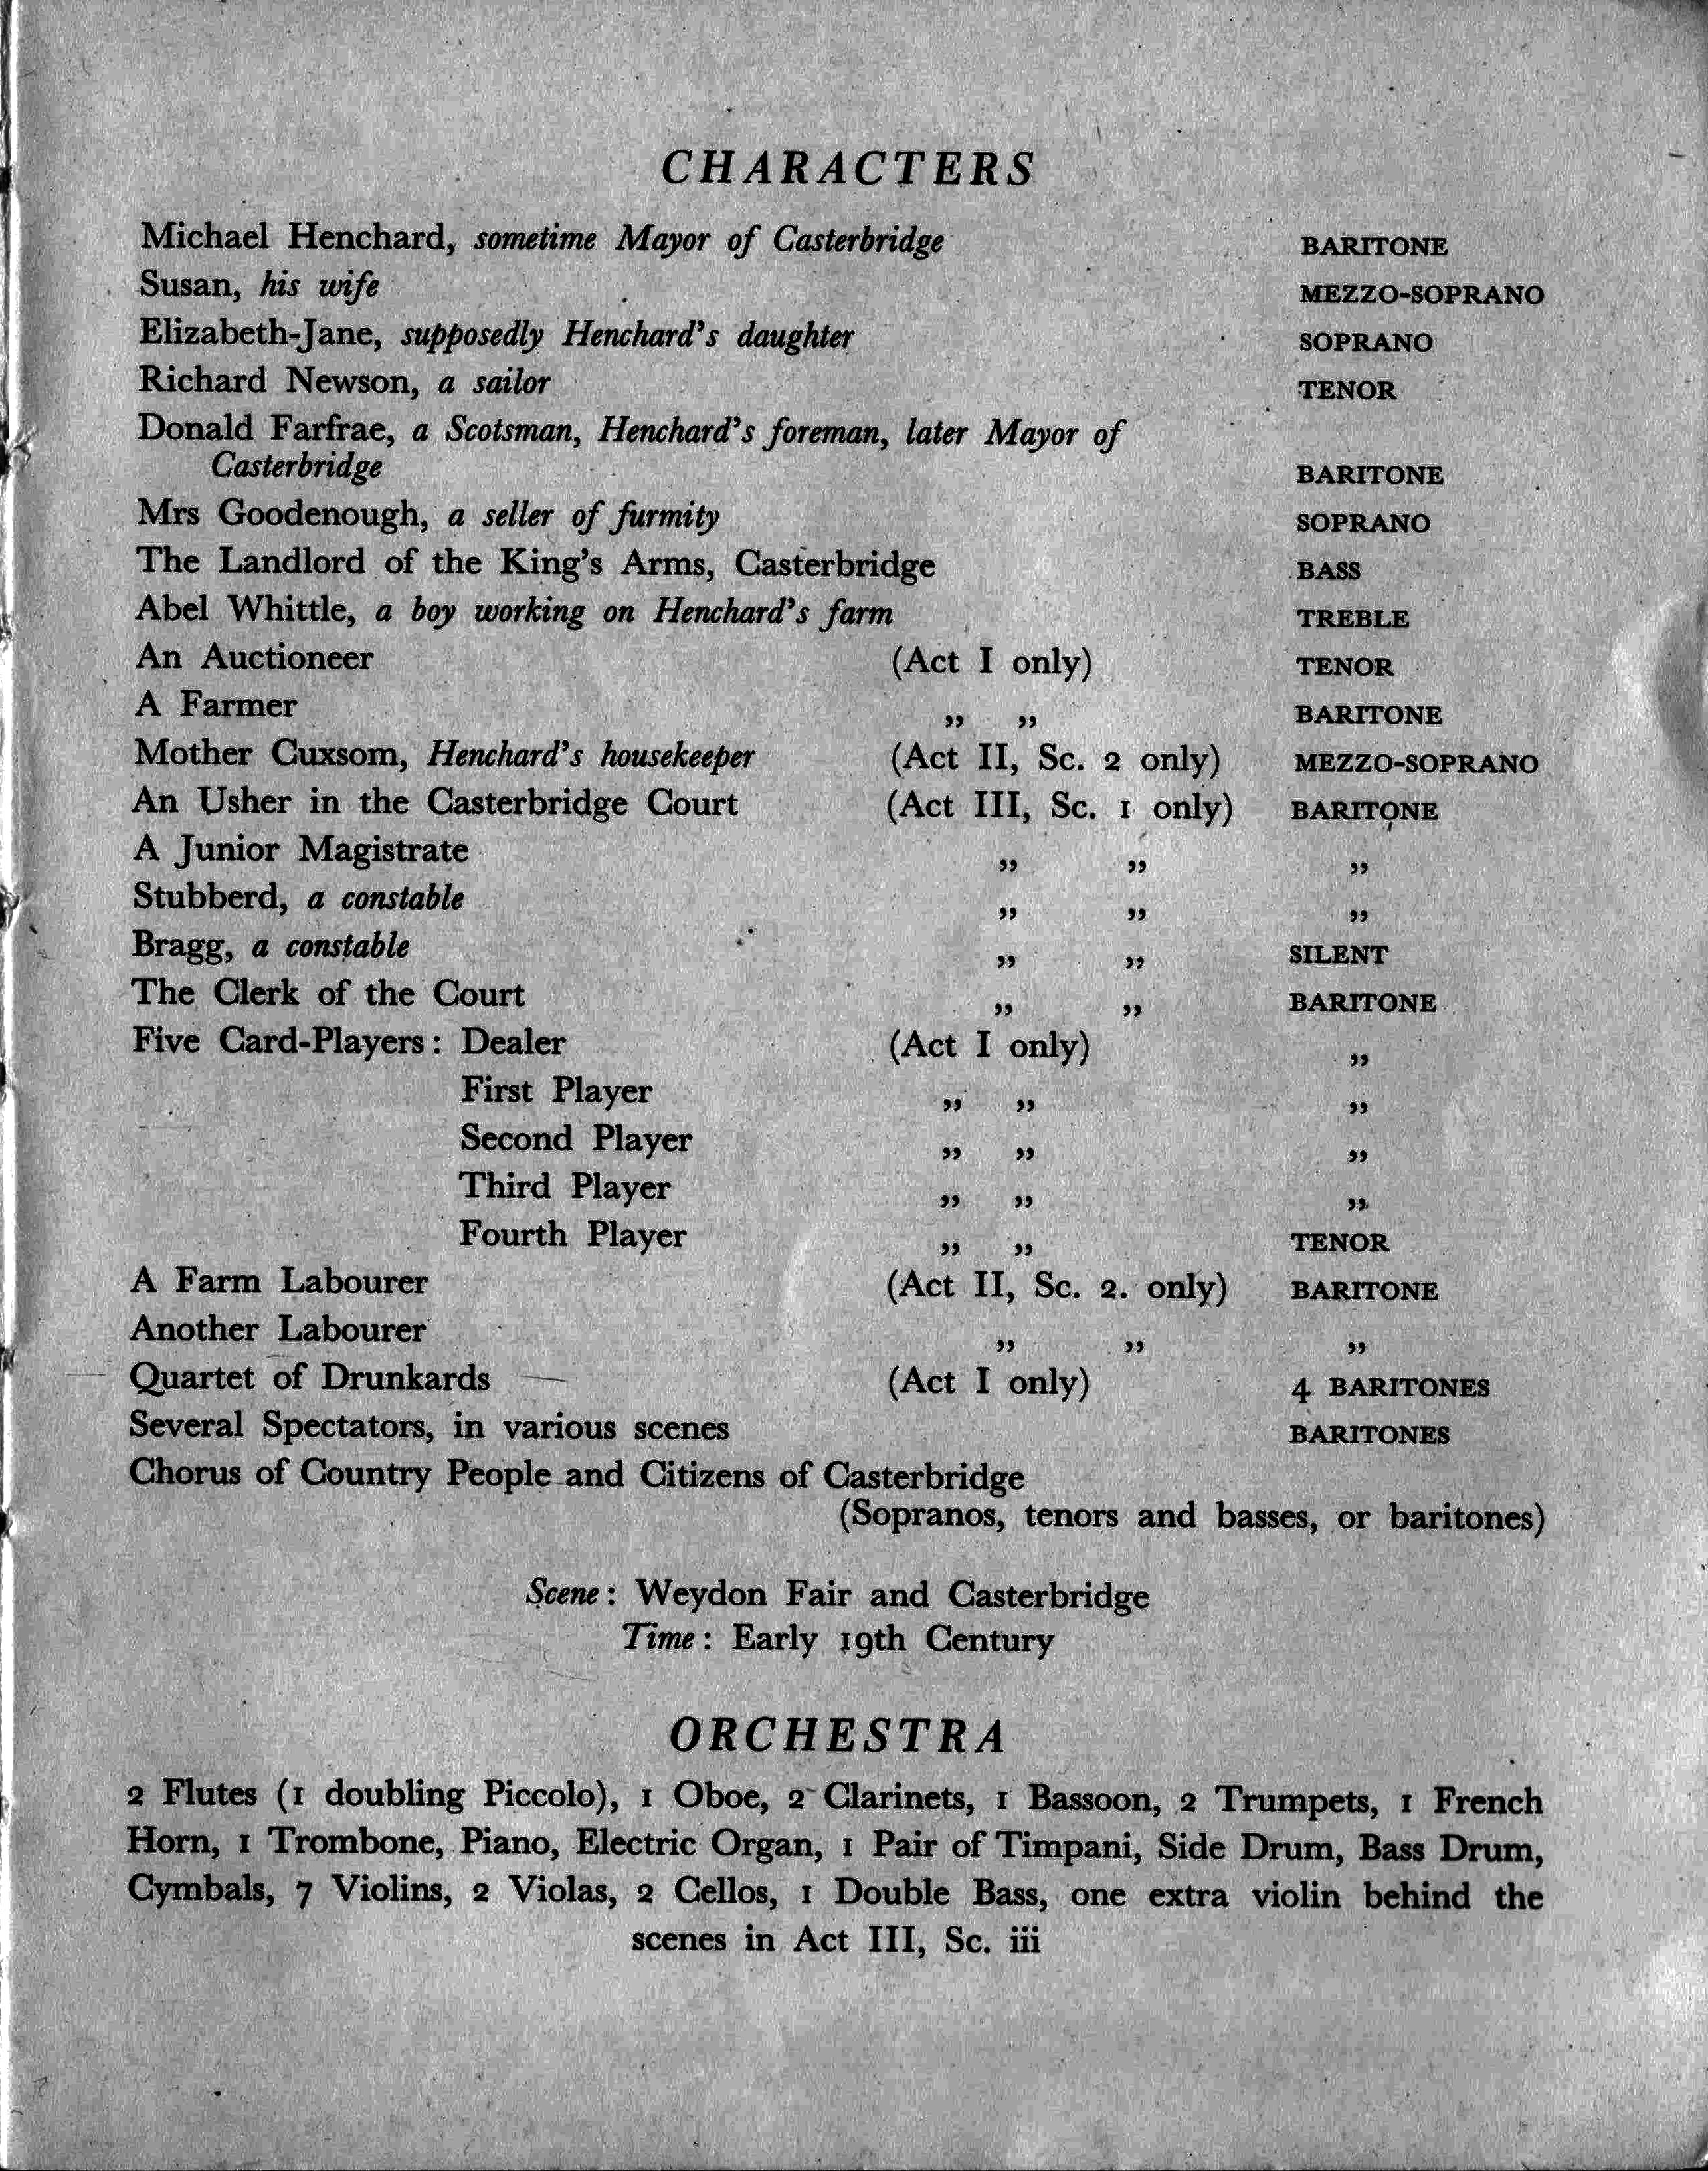 CHARACTERS
Michael Henchard, sometime Mayor of Casterbridge BARITONE
Susan, his wife MEZZO-SOPRANO
Elizabeth-Jane, supposedly Henchard's daughter SOPRANO
Richard Newson, a sailor TENOR
Donald Farfrae, a Scotsman, Henchard's foreman, later Mayor of
Casterbridge BARITONE
Mrs Goodenough, a seller of furmity SOPRANO
The Landlord of the King's Arms, Casterbridge BASS
Abel Whittle, a boy working on Henchard's farm TREBLE
An Auctioneer (Act I only) TENOR
A Farmer ,, ,, BARITONE
Mother Cuxsom, Henchard's housekeeper (Act II, Sc. 2 only) MEZZO-SOPRANO
An Usher in the Casterbridge Court (Act III, Sc. 1 only) BARITONE
A Junior Magistrate ,, ,, ,,
Stubberd, a constable ,, ,, ,,
Bragg, a constable ,, ,, SILENT
The Clerk of the Court ,, ,, BARITONE
Five Card-Players: Dealer (Act I only) ,,
First Player ,, ,, ,,
Second Player ,, ,, ,,
Third Player ,, ,, ,,
Fourth Player ,, ,, TENOR
A Farm Labourer (Act II, Sc. 2. only) BARITONE
Another Labourer ,, ,, ,,
Quartet of Drunkards (Act I only) 4 BARITONES
Several Spectators, in various scenes BARITONES
Chorus of Country People and Citizens of Casterbridge
(Sopranos, tenors and basses, or baritones)
Scene: Weydon Fair and Casterbridge
Time: Early 19th Century
ORCHESTRA
2 Flutes (1 doubling Piccolo), 1 Oboe, 2 Clarinets, 1 Bassoon, 2 Trumpets, 1 French
Horn, 1 Trombone, Piano, Electric Organ, 1 Pair of Timpani, Side Drum, Bass Drum,
Cymbals, 7 Violins, 2 Violas, 2 Cellos, 1 Double Bass, one extra violin behind the
scenes in Act III, Sc. iii